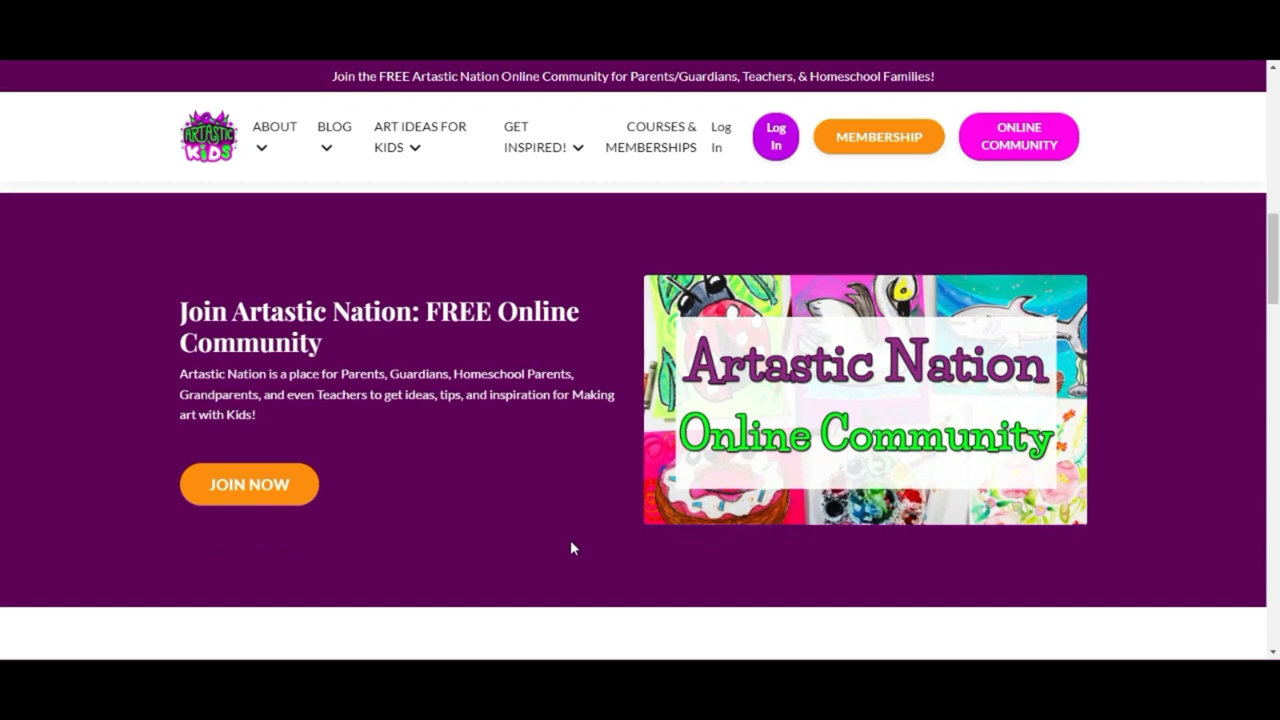 Join the FREE Artastic Nation Online Community for Parents/Guardians, Teachers, & Homeschool Families!
ARTASTIC
KIDS
ABOUT
BLOG
ART IDEAS FOR
KIDS
GET
INSPIRED!
COURSES &
MEMBERSHIPS
Log
In
Log
In
MEMBERSHIP
ONLINE
COMMUNITY
Join Artastic Nation: FREE Online
Community
Artastic Nation is a place for Parents, Guardians, Homeschool Parents,
Grandparents, and even Teachers to get ideas, tips, and inspiration for Making
art with Kids!
JOIN NOW
Artastic Nation
Online Community